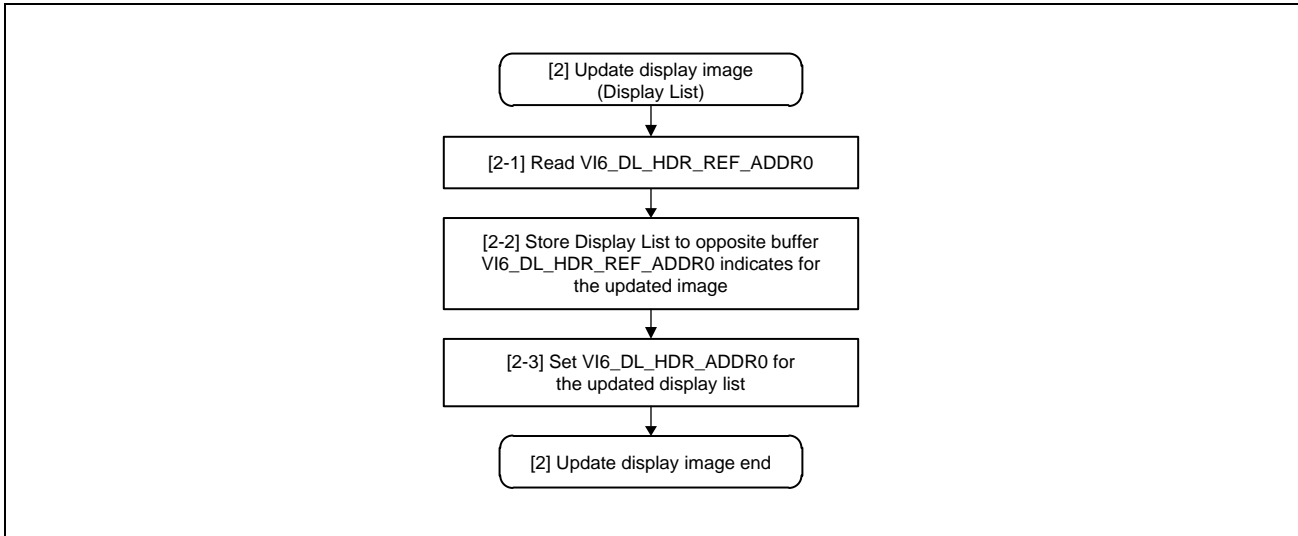 [2] Update display image
(Display List)
[2-1] Read VI6_DL_HDR_REF_ADDR0
[2-2] Store Display List to opposite buffer
VI6_DL_HDR_REF_ADDR0 indicates for
the updated image
[2-3] Set VI6_DL_HDR_ADDR0 for
the updated display list
[2] Update display image end